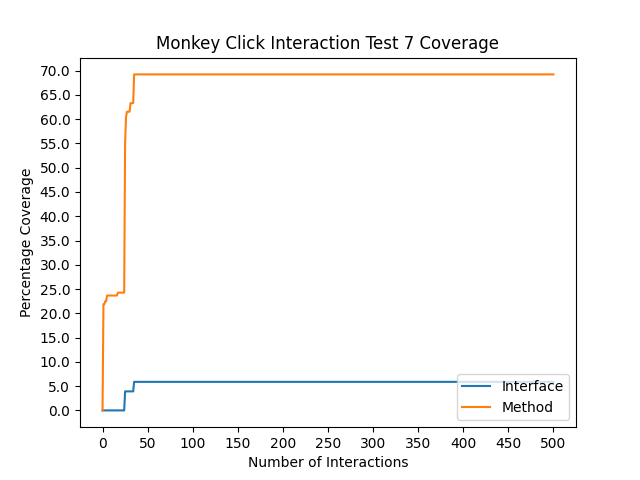 Monkey Click Interaction Test 7 Coverage
Percentage Coverage
70.0
65.0
60.0
55.0
50.0
45.0
40.0
35.0
30.0
25.0
20.0
15.0
10.0
5.0
0.0
Interface
Method
0 50 100 150 200 250 300 350 400 450 500
Number of Interactions